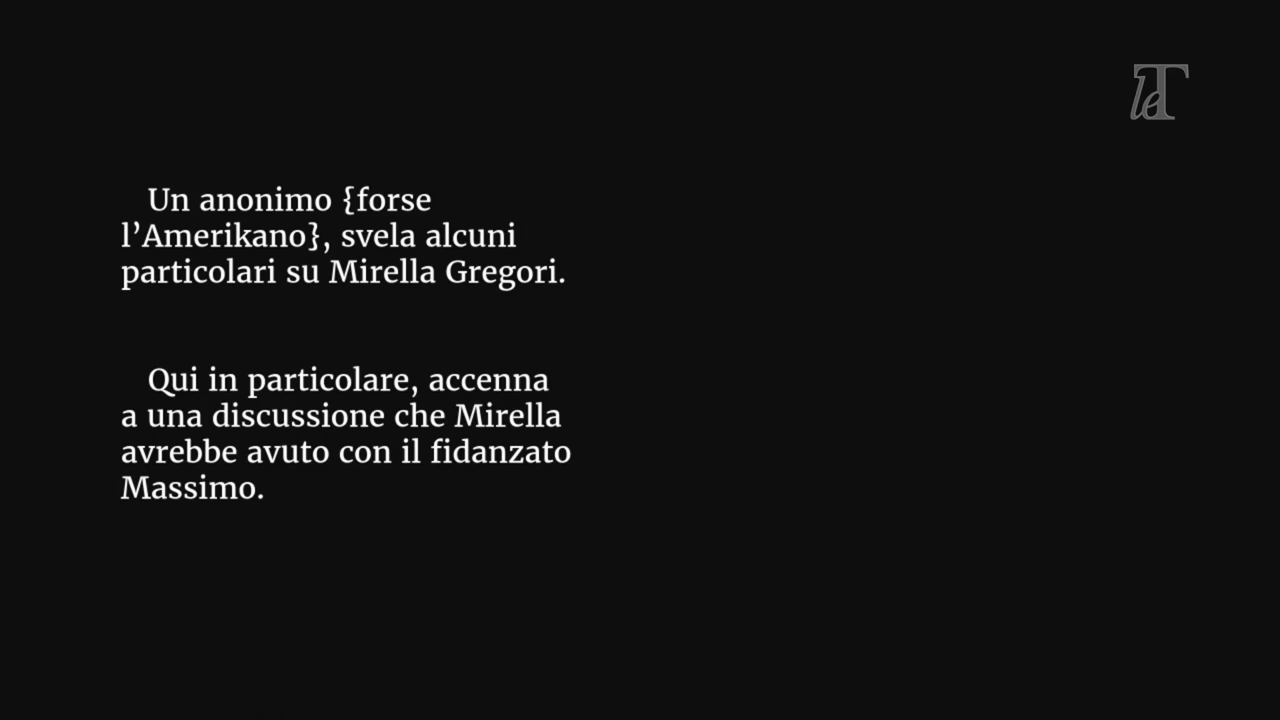 leT
Un anonimo {forse
l’Amerikano}, svela alcuni
particolari su Mirella Gregori.
Qui in particolare, accenna
a una discussione che Mirella
avrebbe avuto con il fidanzato
Massimo.